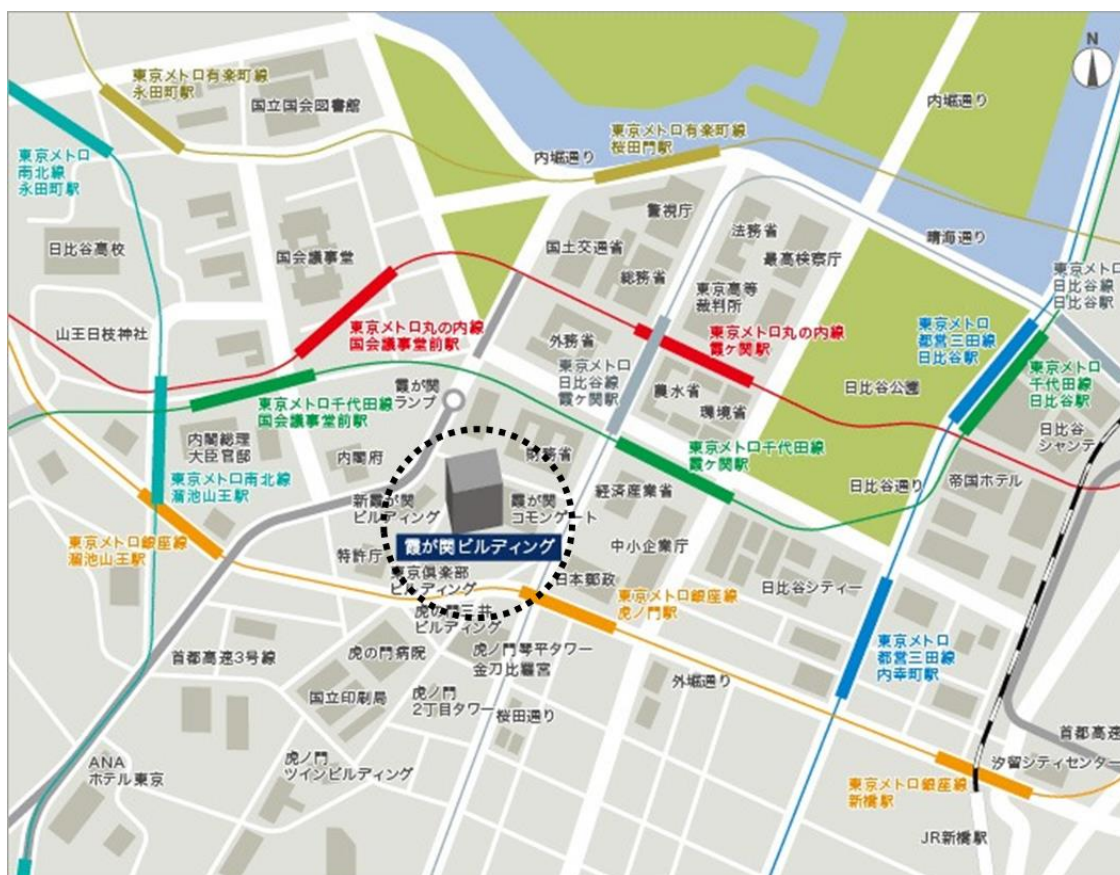 N
東京メトロ有楽町線
永田町駅
国立国会図書館
内堀通り
東京メトロ有楽町線
桜田門駅
内堀通り
東京メトロ
南北線
永田町駅
日比谷高校
国会議事堂
警視庁
国土交通省
総務省
法務省
最高検察庁
東京高等
裁判所
晴海通り
東京メトロ
日比谷線
日比谷駅
山王日枝神社
東京メトロ丸の内線
国会議事堂前駅
外務省
東京メトロ丸の内線
霞ケ関駅
東京メトロ
都営三田線
日比谷駅
東京メトロ
日比谷線
霞ケ関駅
農水省
環境省
日比谷公園
東京メトロ
千代田線
日比谷駅
霞が関
ランプ
東京メトロ千代田線
国会議事堂前駅
日比谷
シャンテ
内閣総理
大臣官邸
内閣府
財務省
東京メトロ千代田線
霞ケ関駅
東京メトロ南北線
溜池山王駅
新霞が関
ビルディング
霞が関
コモンゲート
経済産業省
日比谷通り
帝国ホテル
東京メトロ銀座線
溜池山王駅
特許庁
霞が関ビルディング
中小企業庁
東京倶楽部
ビルディング
日本郵政
日比谷シティー
東京メトロ銀座線
虎ノ門駅
虎の門三井
ビルディング
首都高速3号線
虎の門病院
虎ノ門琴平タワー
金刀比羅宮
東京メトロ
都営三田線
内幸町駅
国立印刷局
虎ノ門
2丁目タワー
外堀通り
桜田通り
ANA
ホテル東京
虎ノ門
ツインビルディング
首都高速
汐留シティセンター
東京メトロ銀座線
新橋駅
JR新橋駅